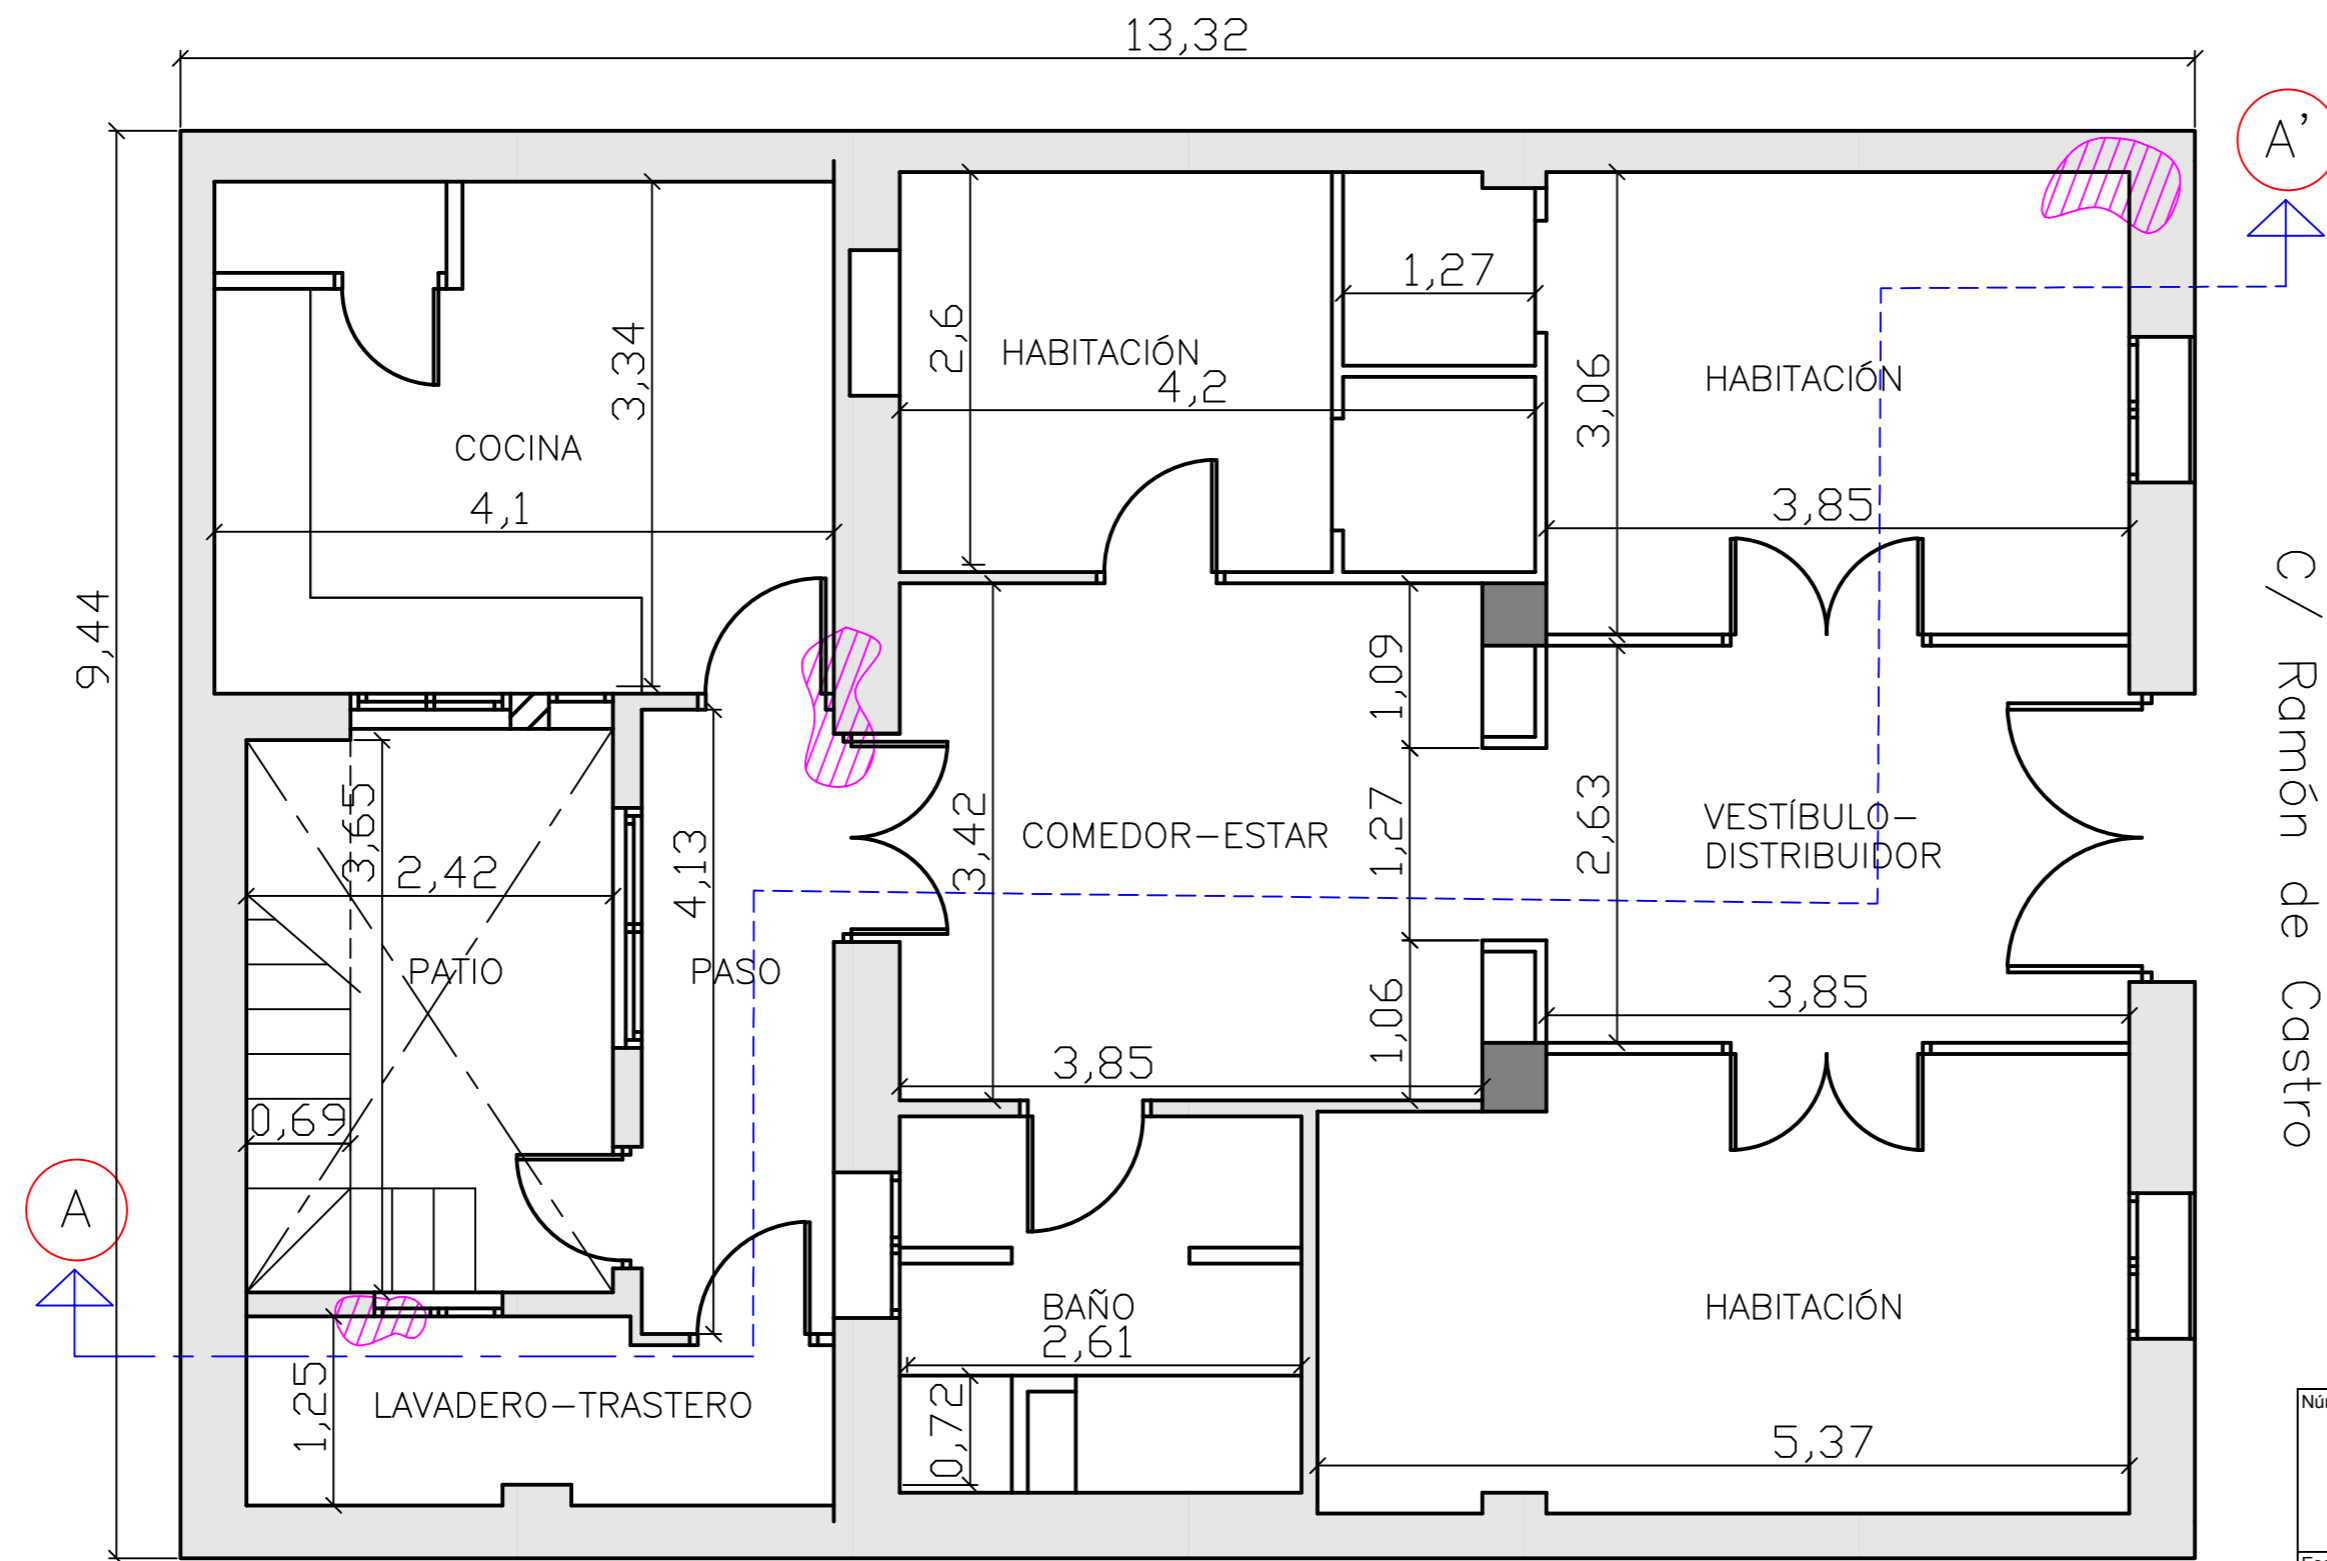 13,32
A'
1,27
2,6
HABITACIÓN
4,2
3,34
3,06
HABITACIÓN
COCINA
4,1
3,85
9,44
1,09
C/ Ramón de Castro
3,65
2,42
4,13
3,42
COMEDOR-ESTAR
1,27
2,63
VESTÍBULO-
DISTRIBUIDOR
PATIO
PASO
3,85
1,06
3,85
0,69
A
BAÑO
2,61
HABITACIÓN
1,25
LAVADERO-TRASTERO
0,72
5,37